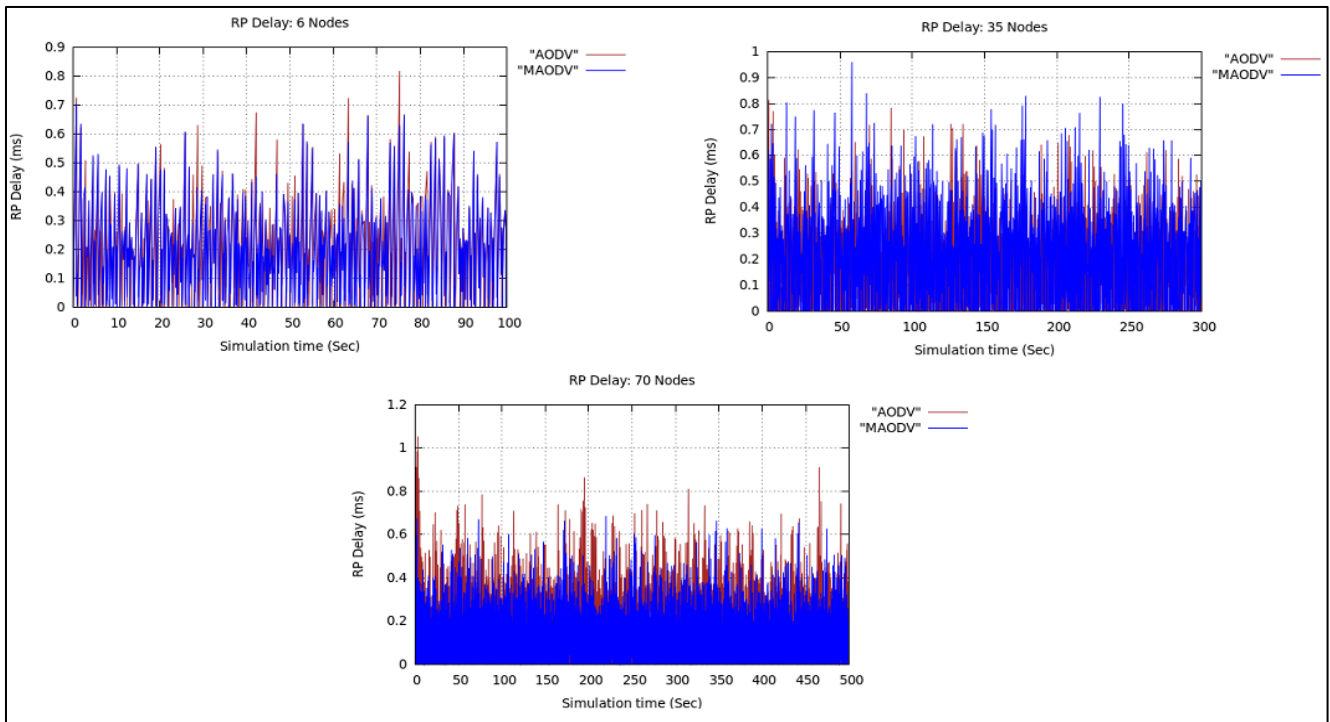 RP Delay: 6 Nodes
"AODV"
"MAODV"
RP Delay (ms)
0.9
0.8
0.7
0.6
0.5
0.4
0.3
0.2
0.1
0
0 10 20 30 40 50 60 70 80 90 100
Simulation time (Sec)
RP Delay: 35 Nodes
"AODV"
"MAODV"
RP Delay (ms)
1
0.9
0.8
0.7
0.6
0.5
0.4
0.3
0.2
0.1
0
0 50 100 150 200 250 300
Simulation time (Sec)
RP Delay: 70 Nodes
"AODV"
"MAODV"
RP Delay (ms)
1.2
1
0.8
0.6
0.4
0.2
0
0 50 100 150 200 250 300 350 400 450 500
Simulation time (Sec)